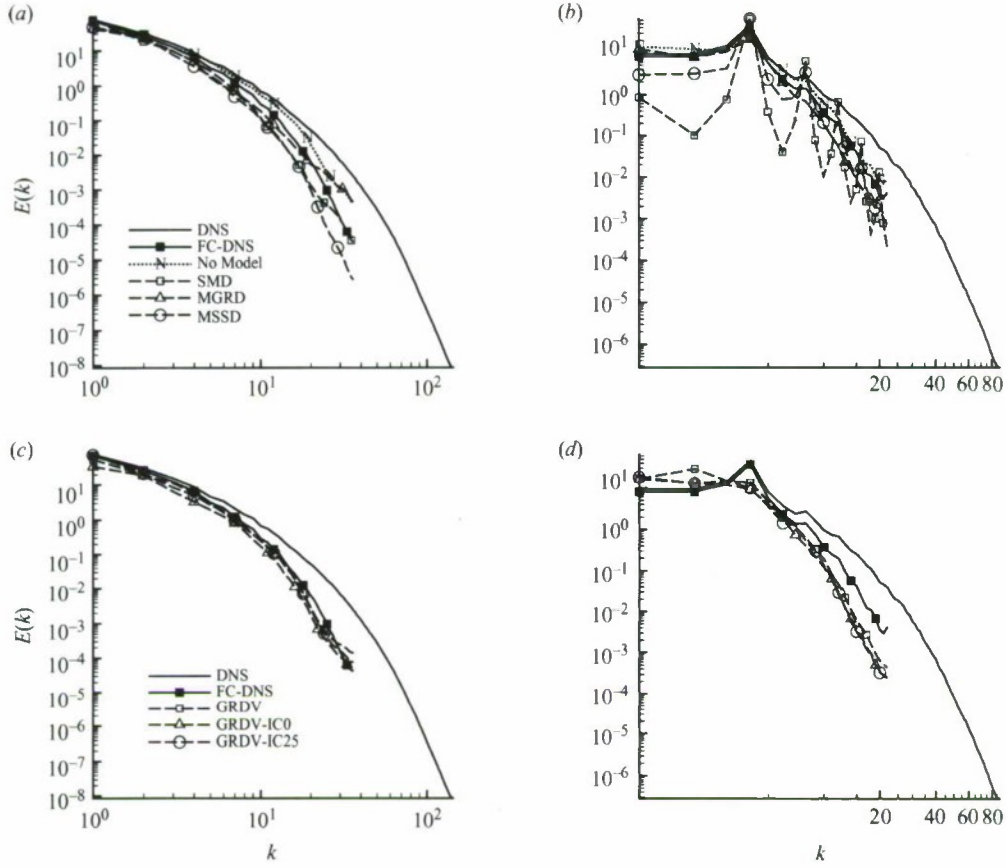 (a)
(b)
10^1
10^0
10^-1
10^-2
10^-3
10^-4
10^-5
10^-6
10^-7
10^-8
E(k)
DNS
FC-DNS
No Model
SMD
MGRD
MSSD
10^0
10^1
10^2
10^1
10^0
10^-1
10^-2
10^-3
10^-4
10^-5
10^-6
20
40
60
80
(c)
(d)
10^1
10^0
10^-1
10^-2
10^-3
10^-4
10^-5
10^-6
10^-7
10^-8
E(k)
DNS
FC-DNS
GRDV
GRDV-IC0
GRDV-IC25
10^0
10^1
10^2
k
10^1
10^0
10^-1
10^-2
10^-3
10^-4
10^-5
10^-6
20
40
60
80
k